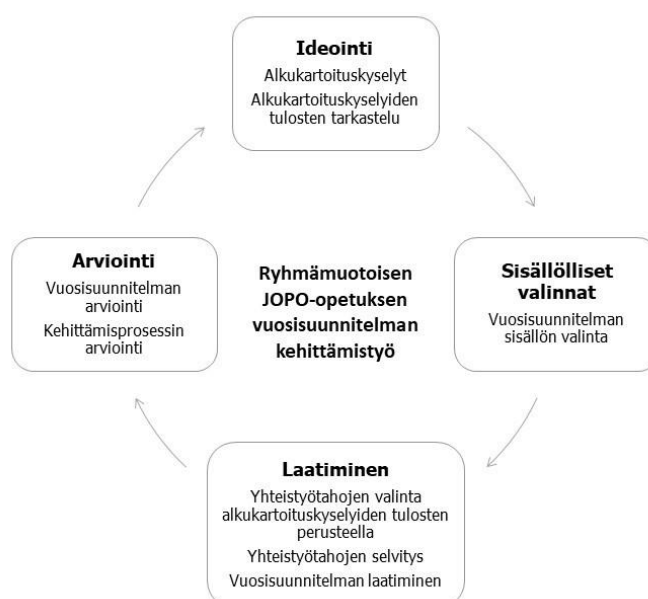 Ideointi
Alkukartoituskyselyt
Alkukartoituskyselyiden
tulosten tarkastelu
Arviointi
Vuosisuunnitelman
arviointi
Kehittämisprosessin
arviointi
Ryhmämuotoisen
JOPO-opetuksen
vuosisuunnitelman
kehittämistyö
Sisällölliset
valinnat
Vuosisuunnitelman
sisällön valinta
Laatiminen
Yhteistyötahojen valinta
alkukartoituskyselyiden tulosten
perusteella
Yhteistyötahojen selvitys
Vuosisuunnitelman laatiminen